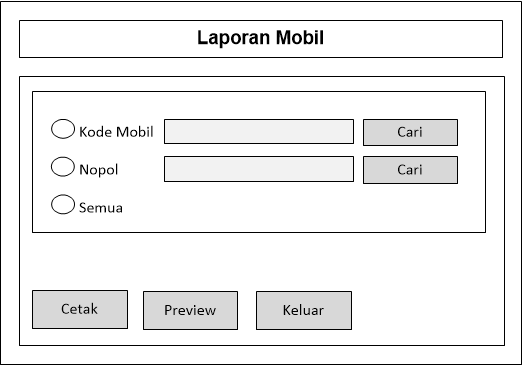 Laporan Mobil
Kode Mobil Cari
Nopol Cari
Semua
Cetak Preview Keluar